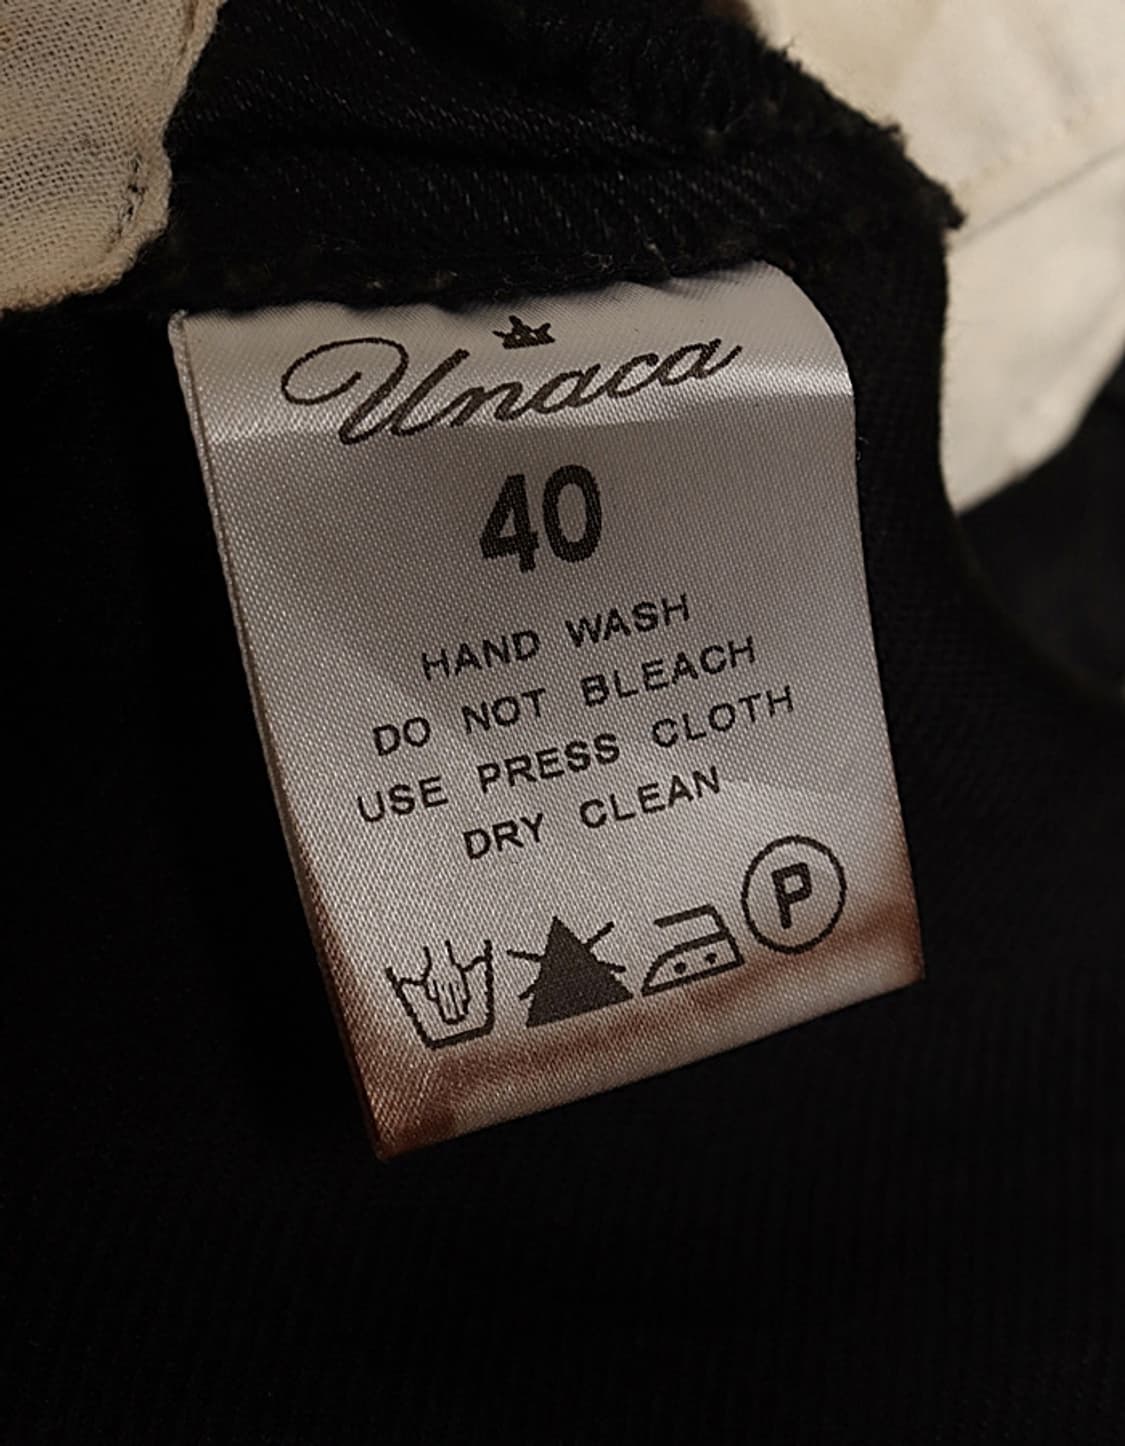 Unaca
40
HAND WASH
DO NOT BLEACH
USE PRESS CLOTH
DRY CLEAN
P